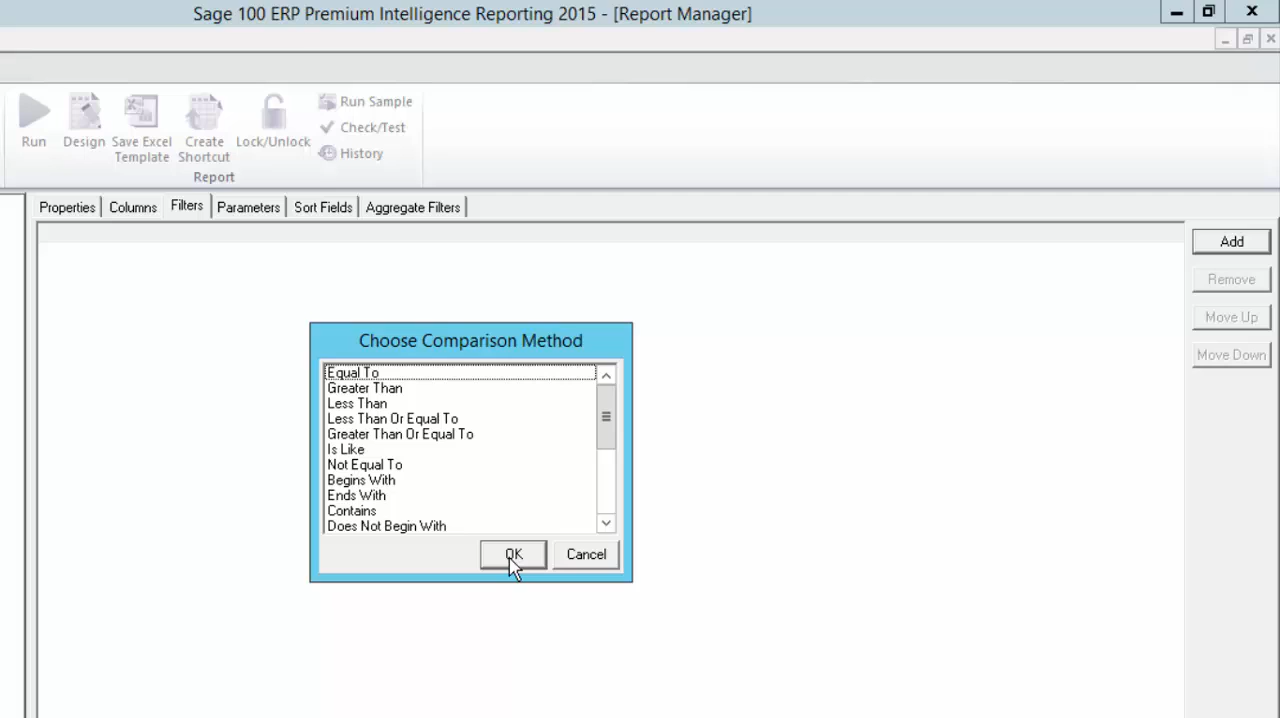 Sage 100 ERP Premium Intelligence Reporting 2015 - [Report Manager]
Run
Design
Save Excel Template
Create Shortcut
Lock/Unlock
Run Sample
Check/Test
History
Report
Properties
Columns
Filters
Parameters
Sort Fields
Aggregate Filters
Add
Remove
Move Up
Move Down
Choose Comparison Method
Equal To
Greater Than
Less Than
Less Than Or Equal To
Greater Than Or Equal To
Is Like
Not Equal To
Begins With
Ends With
Contains
Does Not Begin With
OK
Cancel